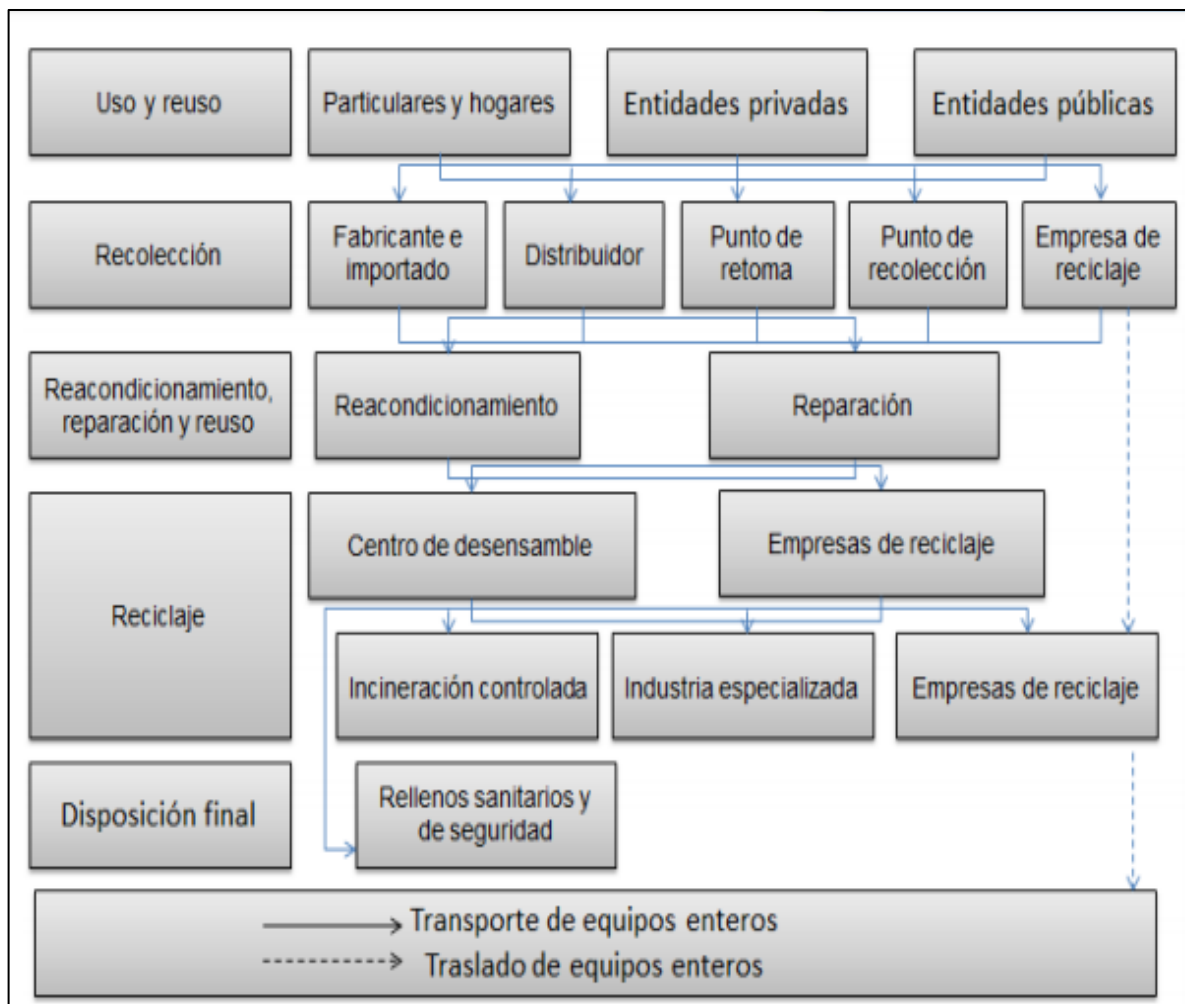 Uso y reuso
Particulares y hogares
Entidades privadas
Entidades públicas
Recolección
Fabricante e
importado
Distribuidor
Punto de
retoma
Punto de
recolección
Empresa de
reciclaje
Reacondicionamiento,
reparación y reuso
Reacondicionamiento
Reparación
Reciclaje
Centro de desensamble
Empresas de reciclaje
Incineración controlada
Industria especializada
Empresas de reciclaje
Disposición final
Rellenos sanitarios y
de seguridad
Transporte de equipos enteros
Traslado de equipos enteros